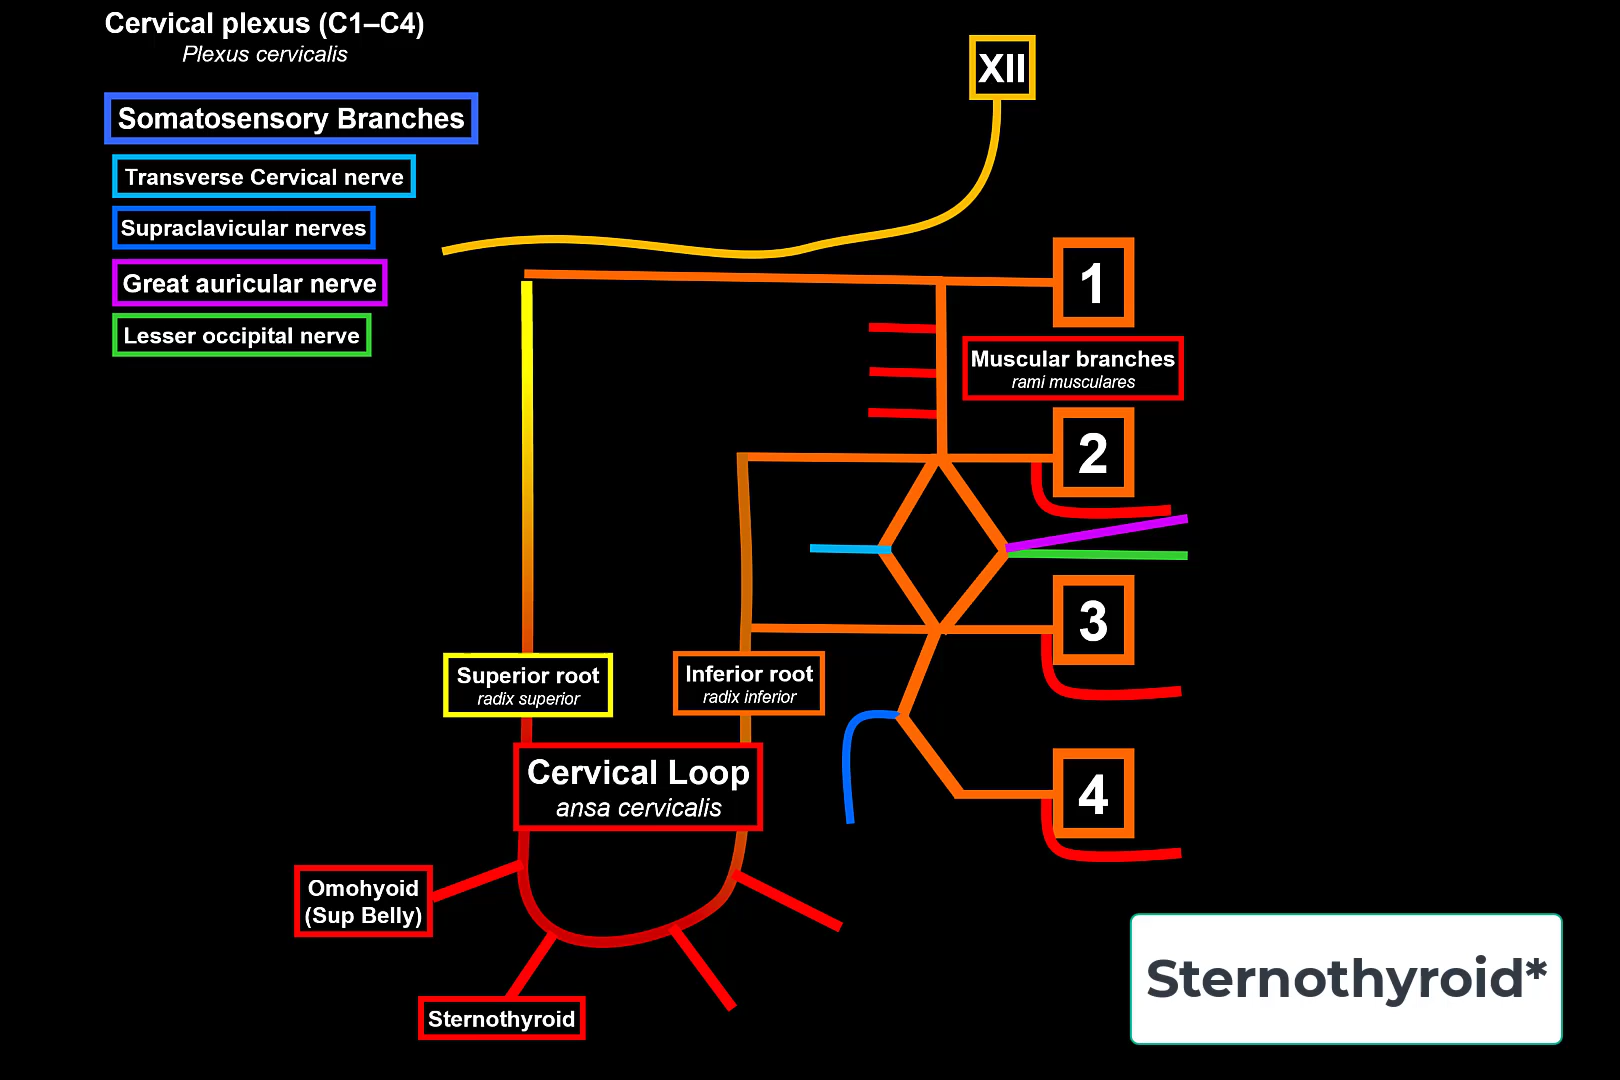 Cervical plexus (C1–C4)
Plexus cervicalis
Somatosensory Branches
Transverse Cervical nerve
Supraclavicular nerves
Great auricular nerve
Lesser occipital nerve
XII
1
Muscular branches
rami musculares
2
3
Superior root
radix superior
Inferior root
radix inferior
Cervical Loop
ansa cervicalis
4
Omohyoid
(Sup Belly)
Sternothyroid
Sternothyroid*